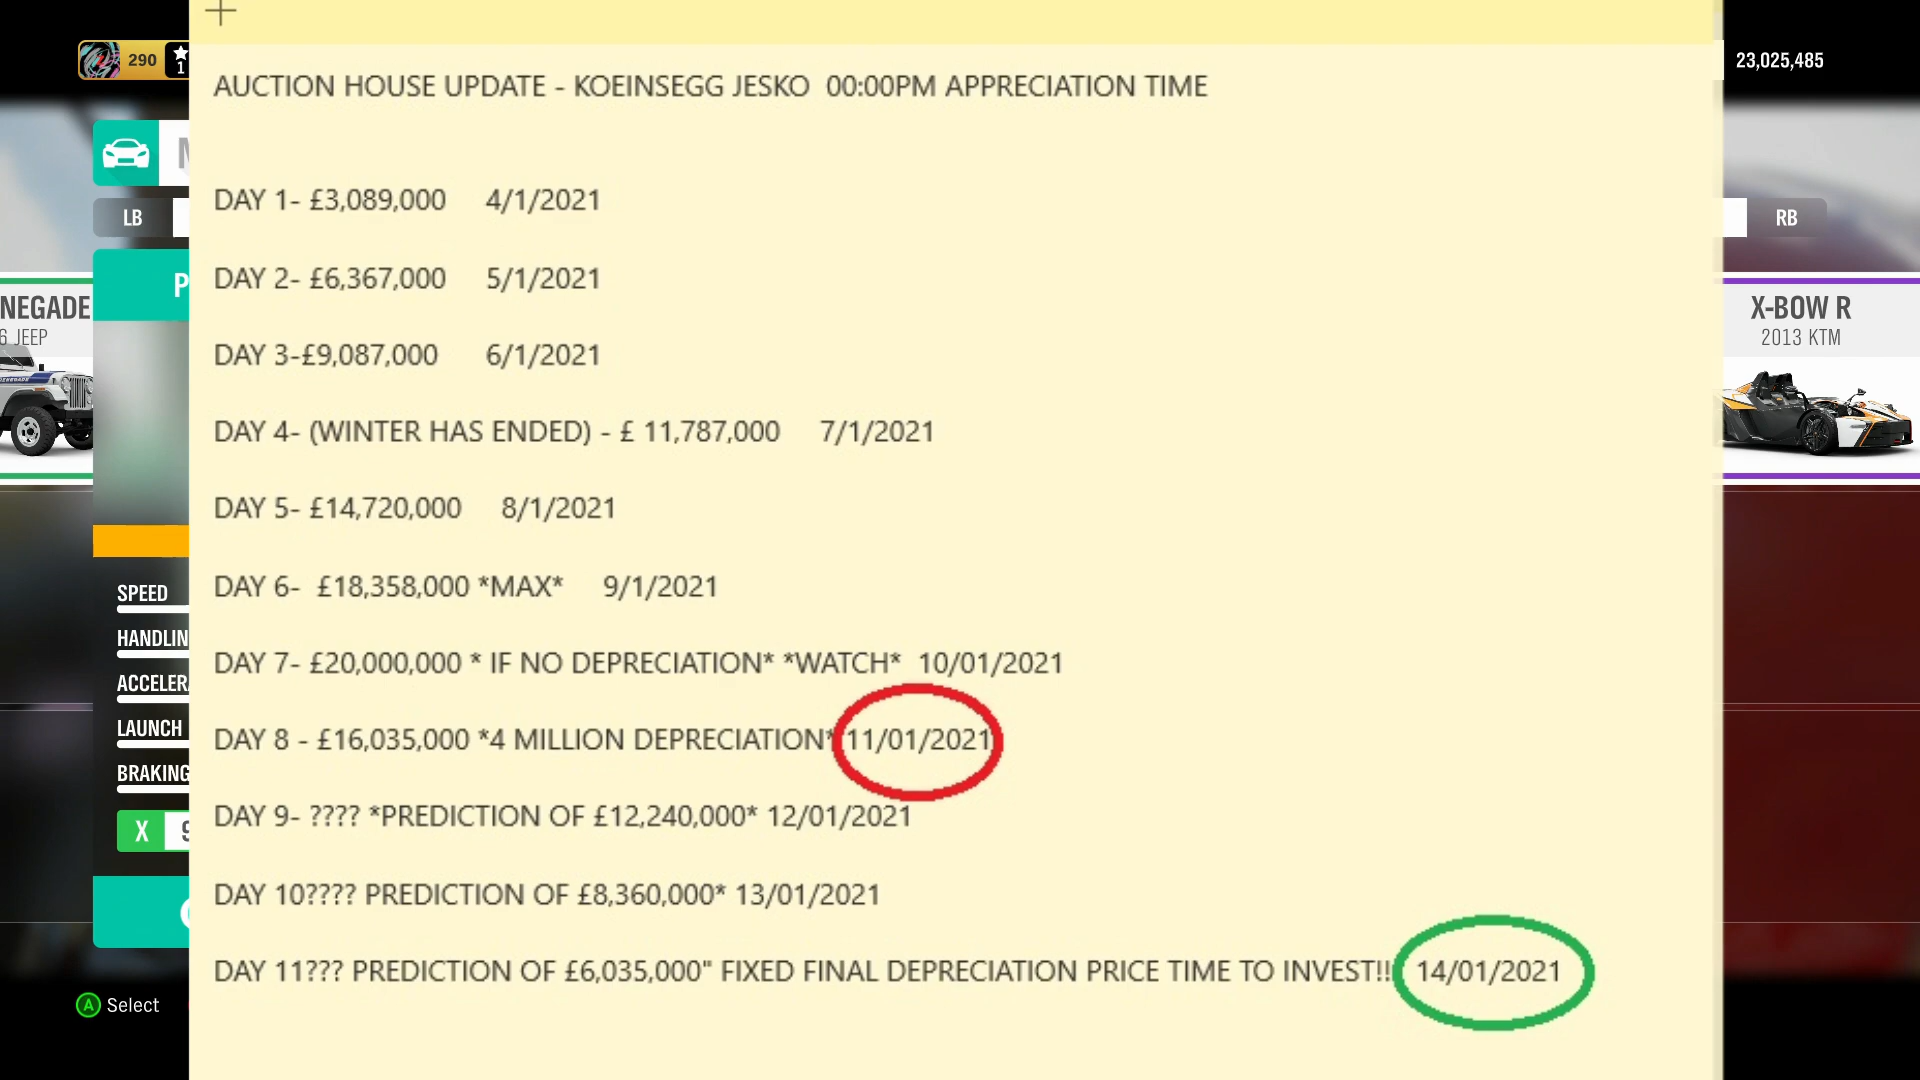 290
1
23,025,485
AUCTION HOUSE UPDATE - KOEINSEGG JESKO 00:00PM APPRECIATION TIME
LB
RB
DAY 1- £3,089,000 4/1/2021
DAY 2- £6,367,000 5/1/2021
P
NEGADE
6 JEEP
X-BOW R
2013 KTM
DAY 3-£9,087,000 6/1/2021
DAY 4- (WINTER HAS ENDED) - £ 11,787,000 7/1/2021
DAY 5- £14,720,000 8/1/2021
DAY 6- £18,358,000 *MAX* 9/1/2021
DAY 7- £20,000,000 * IF NO DEPRECIATION* *WATCH* 10/01/2021
DAY 8 - £16,035,000 *4 MILLION DEPRECIATION* 11/01/2021
DAY 9- ???? *PREDICTION OF £12,240,000* 12/01/2021
DAY 10???? PREDICTION OF £8,360,000* 13/01/2021
DAY 11??? PREDICTION OF £6,035,000" FIXED FINAL DEPRECIATION PRICE TIME TO INVEST!! 14/01/2021
SPEED
HANDLIN
ACCELERA
LAUNCH
BRAKING
X 9
A Select